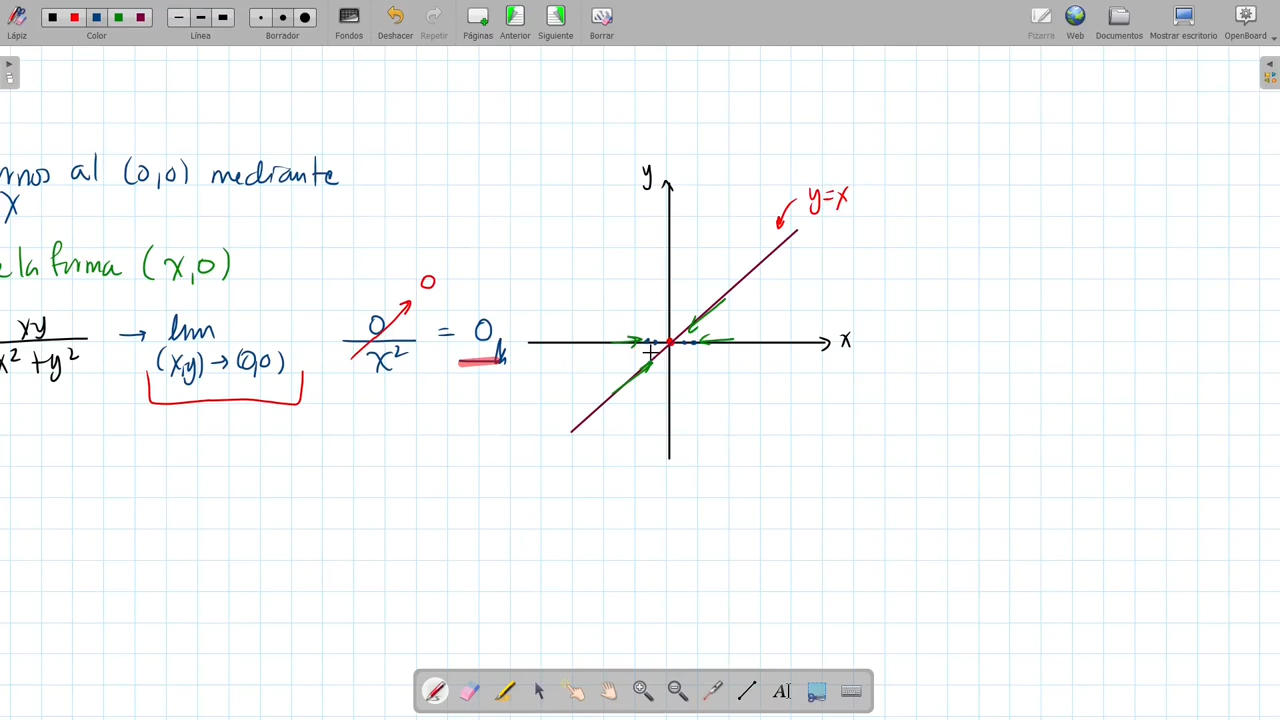 Lápiz Color Línea Borrador Fondos Deshacer Repetir Páginas Anterior Siguiente Borrar Pizarra Web Documentos Mostrar escritorio OpenBoard
rnos al (0,0) mediante
x
e la forma (x,0)
xy / x² + y² → lim (x,y)→(0,0) 0 / x² = 0
0
y
y=x
x
A